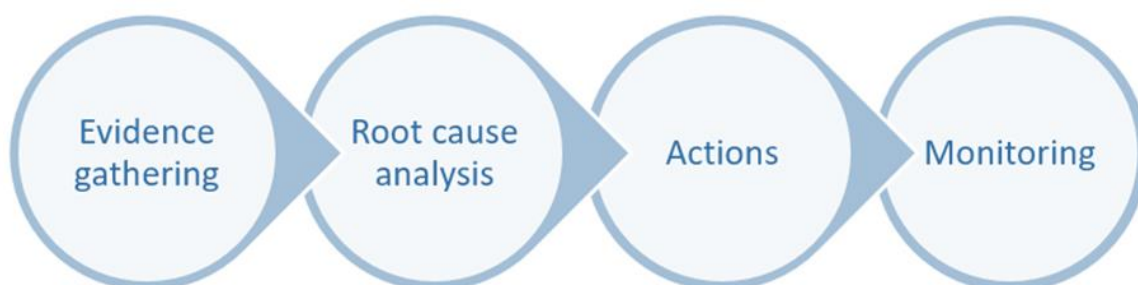 Evidence
gathering
Root cause
analysis
Actions
Monitoring